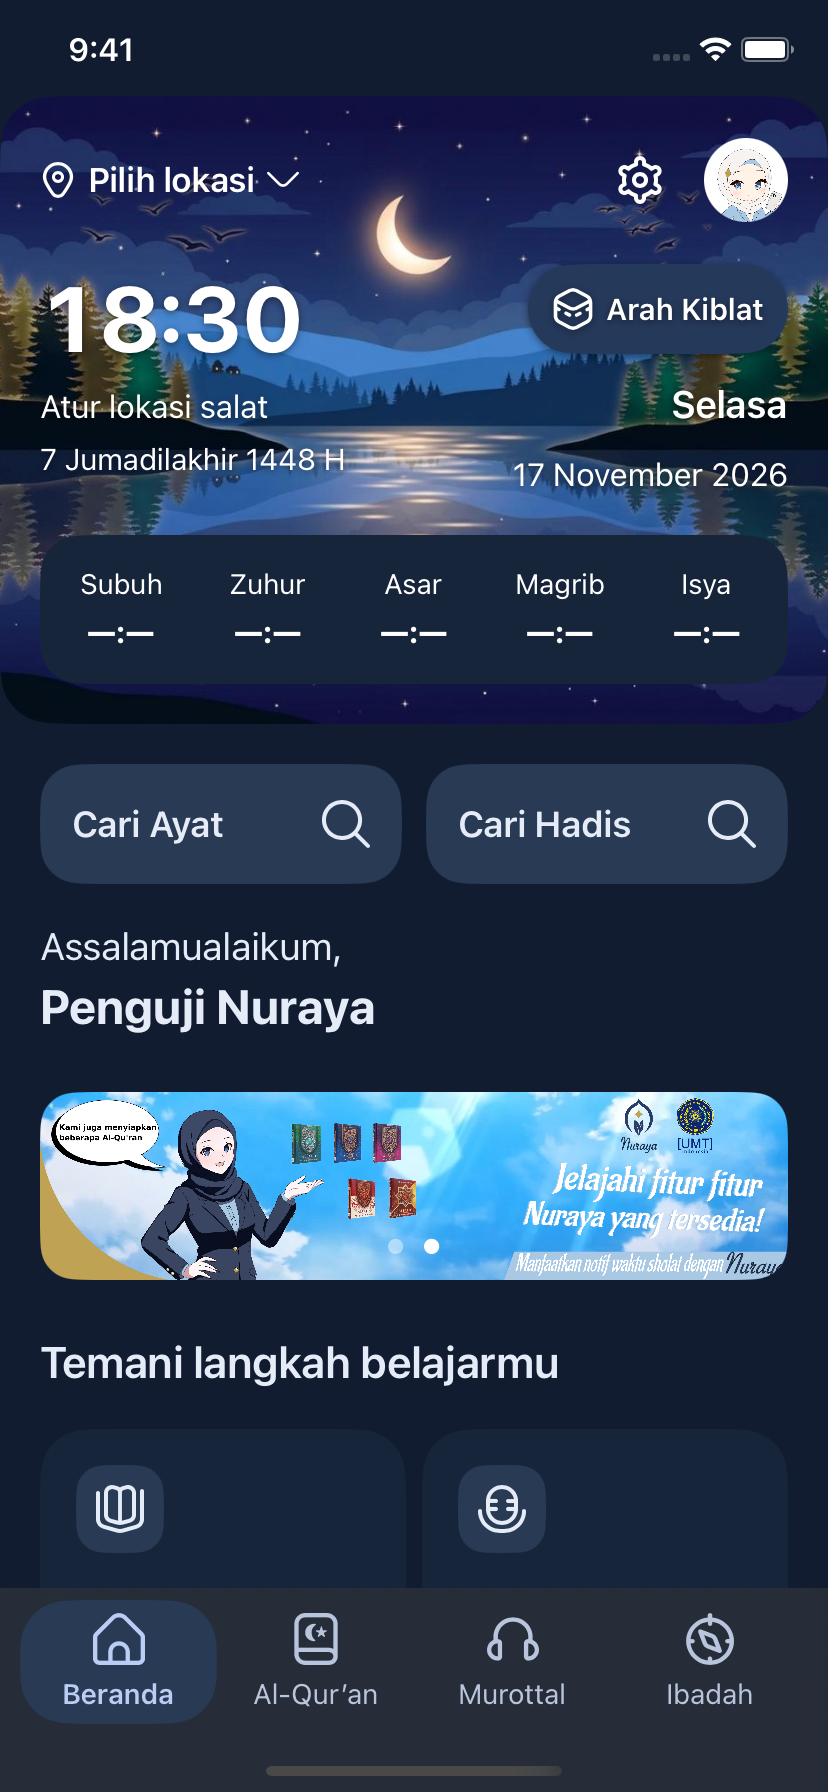 9:41
Pilih lokasi
18:30
Arah Kiblat
Atur lokasi salat
Selasa
7 Jumadilakhir 1448 H
17 November 2026
Subuh Zuhur Asar Magrib Isya
—:— —:— —:— —:— —:—
Cari Ayat
Cari Hadis
Assalamualaikum,
Penguji Nuraya
Kami juga menyiapkan
beberapa Al-Qu'ran
Nuraya
[UMT]
Indonesia
Jelajahi fitur fitur
Nuraya yang tersedia!
Manfaatkan notif waktu sholat dengan Nuraya
Temani langkah belajarmu
Beranda
Al-Qur’an
Murottal
Ibadah